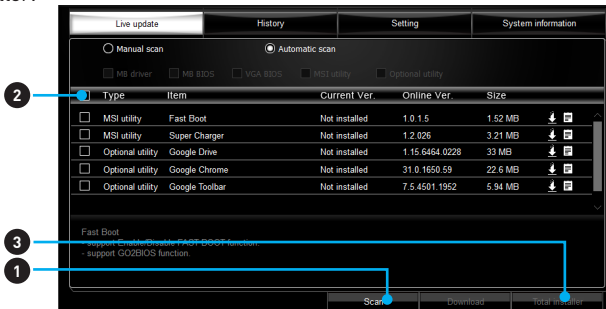 Live update History Setting System information
Manual scan Automatic scan
MB driver MB BIOS VGA BIOS MSI utility Optional utility
2
Type Item Current Ver. Online Ver. Size
MSI utility Fast Boot Not installed 1.0.1.5 1.52 MB
MSI utility Super Charger Not installed 1.2.026 3.21 MB
Optional utility Google Drive Not installed 1.15.6464.0228 33 MB
Optional utility Google Chrome Not installed 31.0.1650.59 22.6 MB
Optional utility Google Toolbar Not installed 7.5.4501.1952 5.94 MB
Fast Boot
3
- support Enable/Disable FAST BOOT function.
- support GO2BIOS function.
1
Scan Download Total Installer